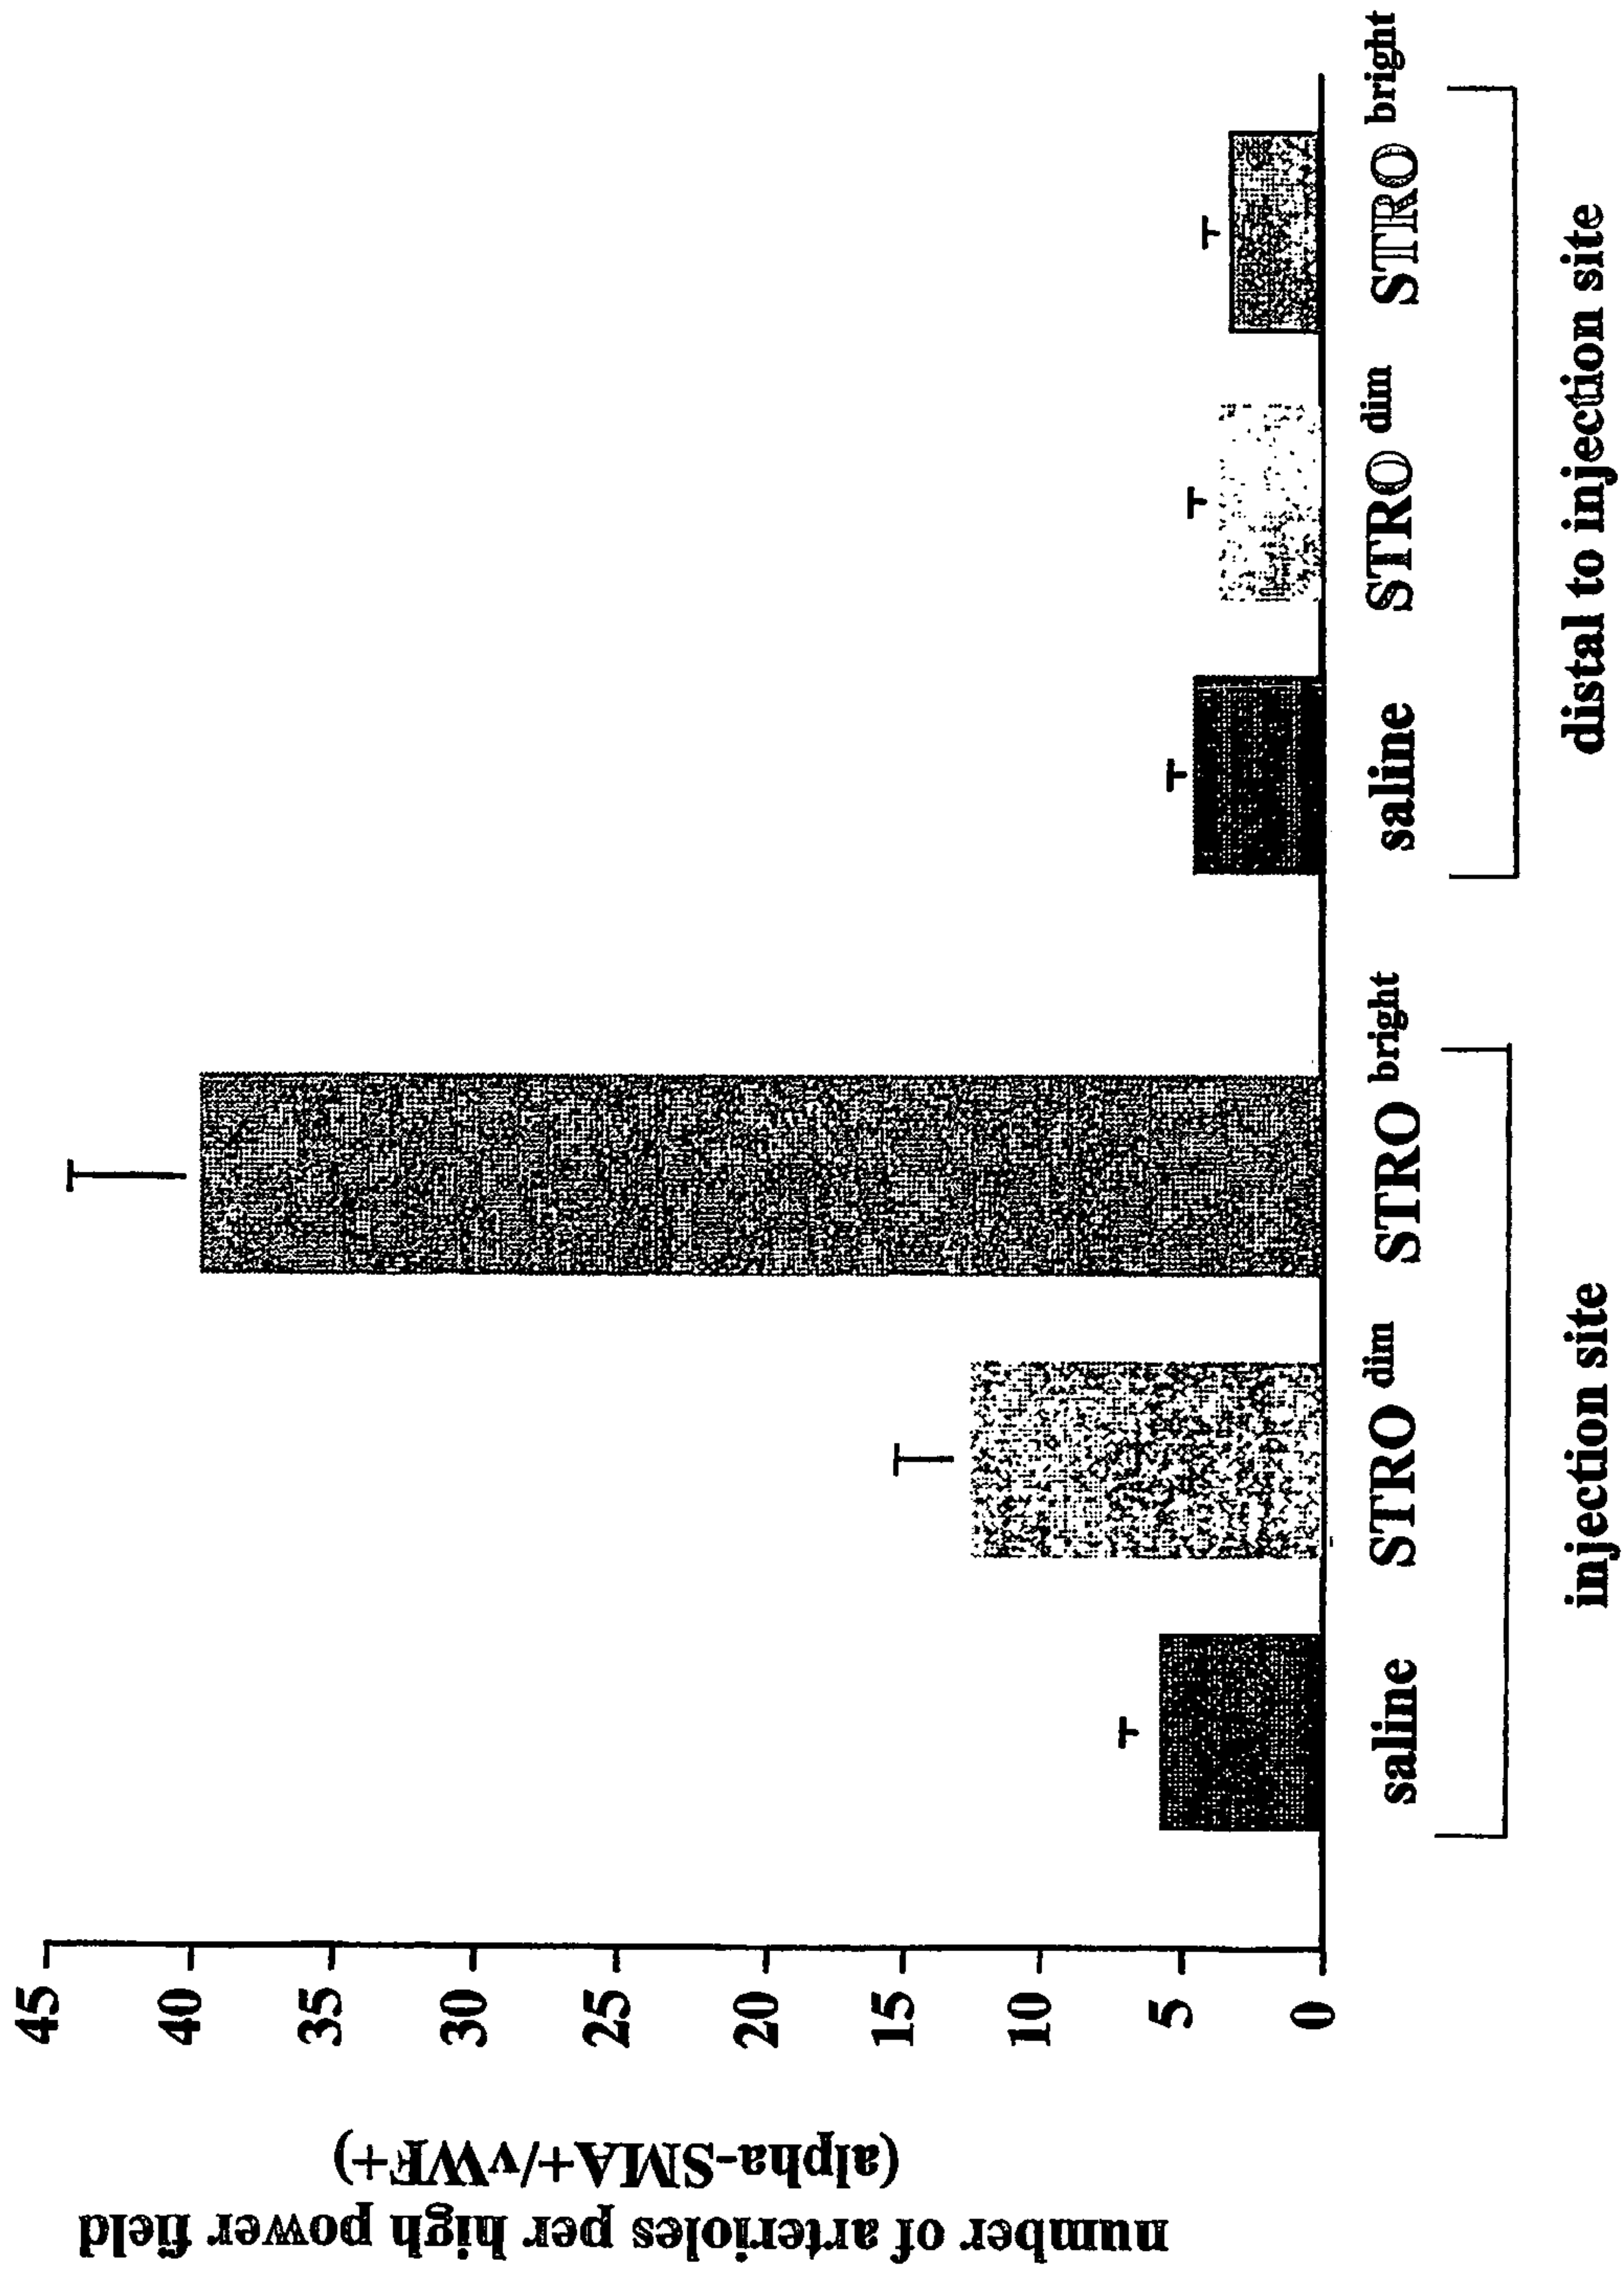 number of arterioles per high power field
(alpha-SMA+/vWF+)
45
40
35
30
25
20
15
10
5
0
saline STRO dim STRO bright saline STRO dim STRO bright
injection site distal to injection site